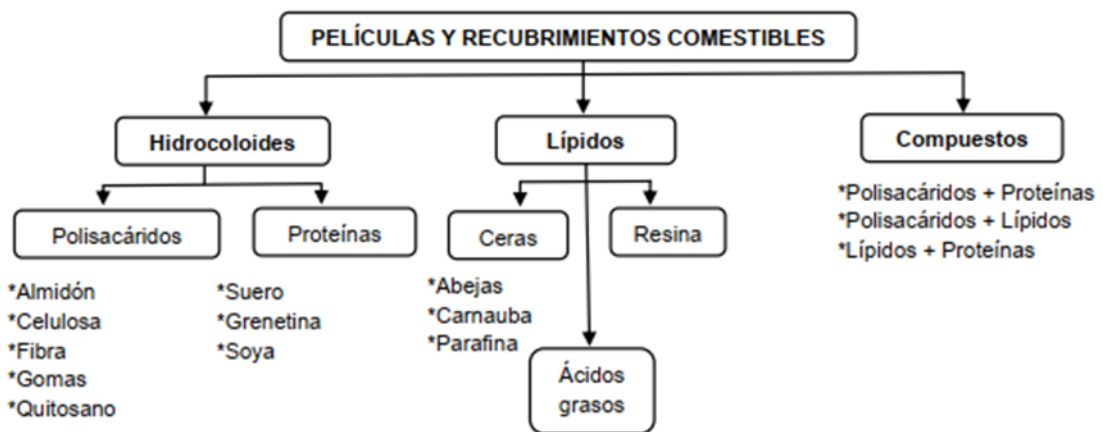 PELÍCULAS Y RECUBRIMIENTOS COMESTIBLES
Hidrocoloides
Lípidos
Compuestos
Polisacáridos
Proteínas
Ceras
Resina
*Polisacáridos + Proteínas
*Polisacáridos + Lípidos
*Lípidos + Proteínas
*Almidón
*Celulosa
*Fibra
*Gomas
*Quitosano
*Suero
*Grenetina
*Soya
*Abejas
*Carnauba
*Parafina
Ácidos
grasos